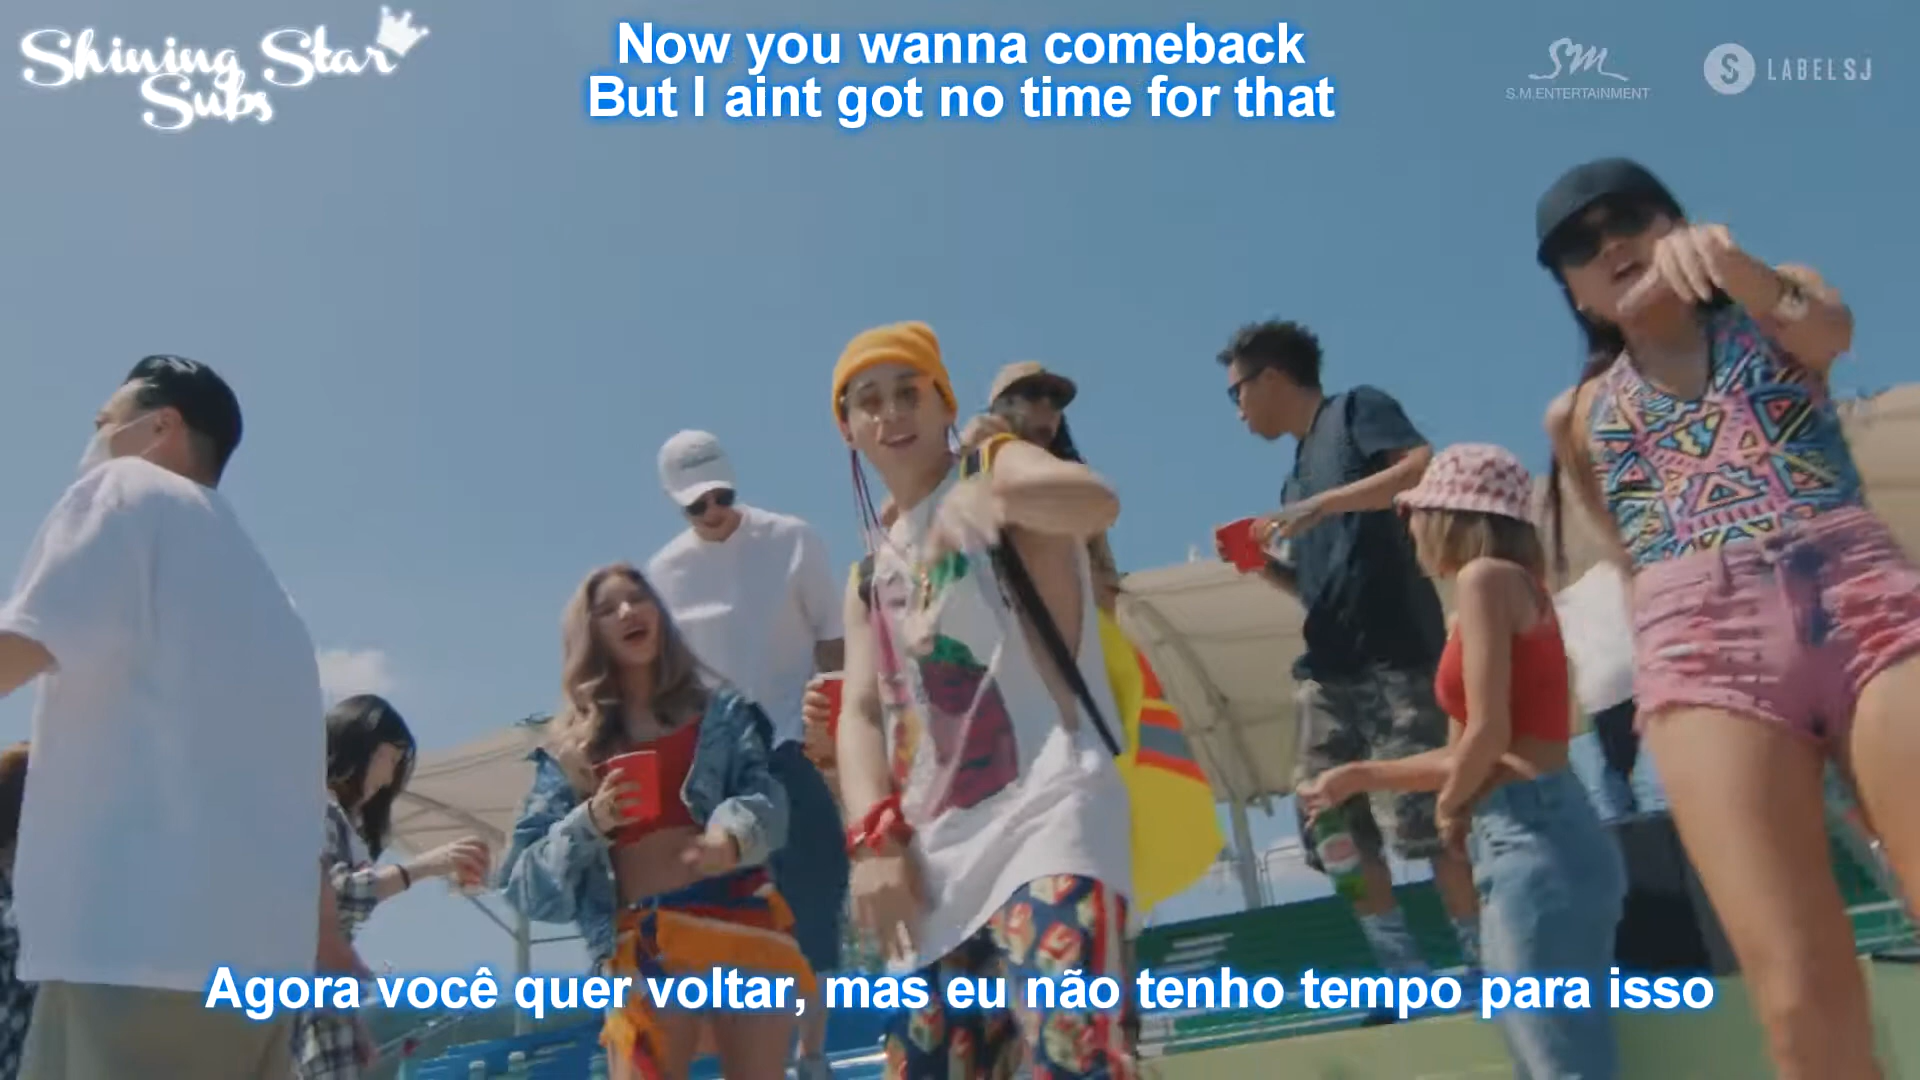 Shining Star
Subs
Now you wanna comeback
But I aint got no time for that
SM
S.M.ENTERTAINMENT
S LABEL SJ
Agora você quer voltar, mas eu não tenho tempo para isso